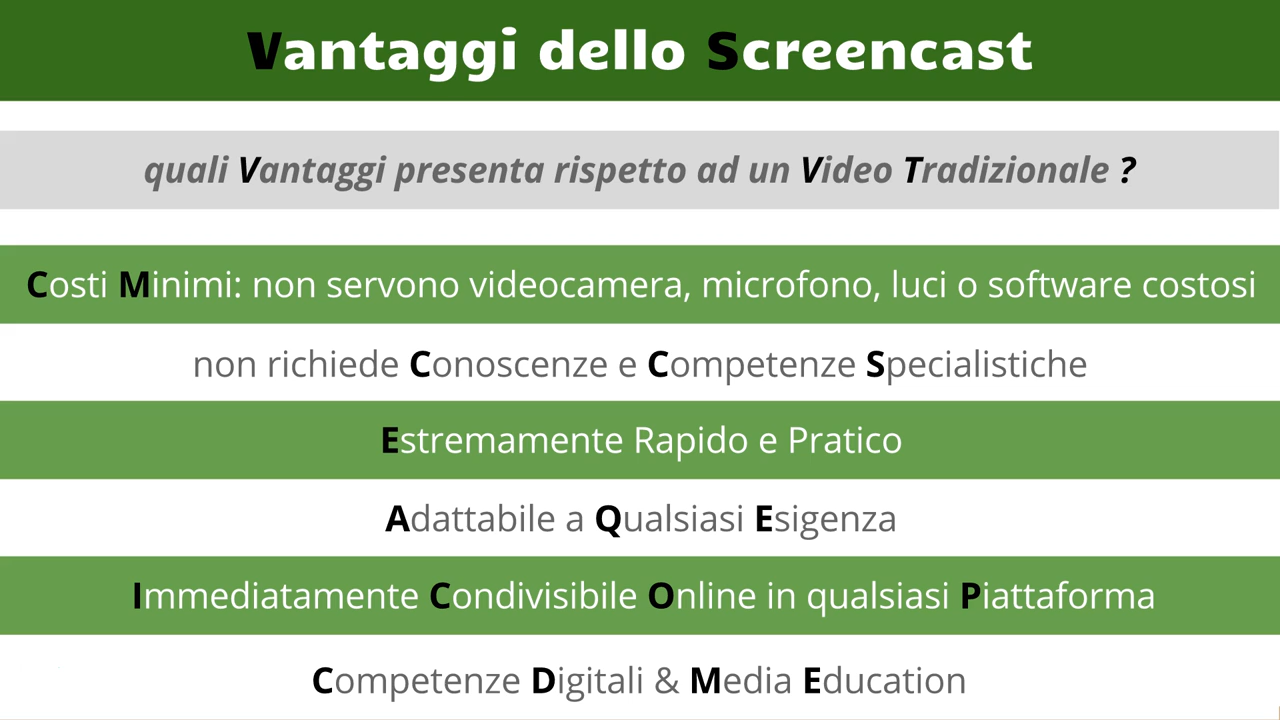 Vantaggi dello Screencast
quali Vantaggi presenta rispetto ad un Video Tradizionale ?
Costi Minimi: non servono videocamera, microfono, luci o software costosi
non richiede Conoscenze e Competenze Specialistiche
Estremamente Rapido e Pratico
Adattabile a Qualsiasi Esigenza
Immediatamente Condivisibile Online in qualsiasi Piattaforma
Competenze Digitali & Media Education